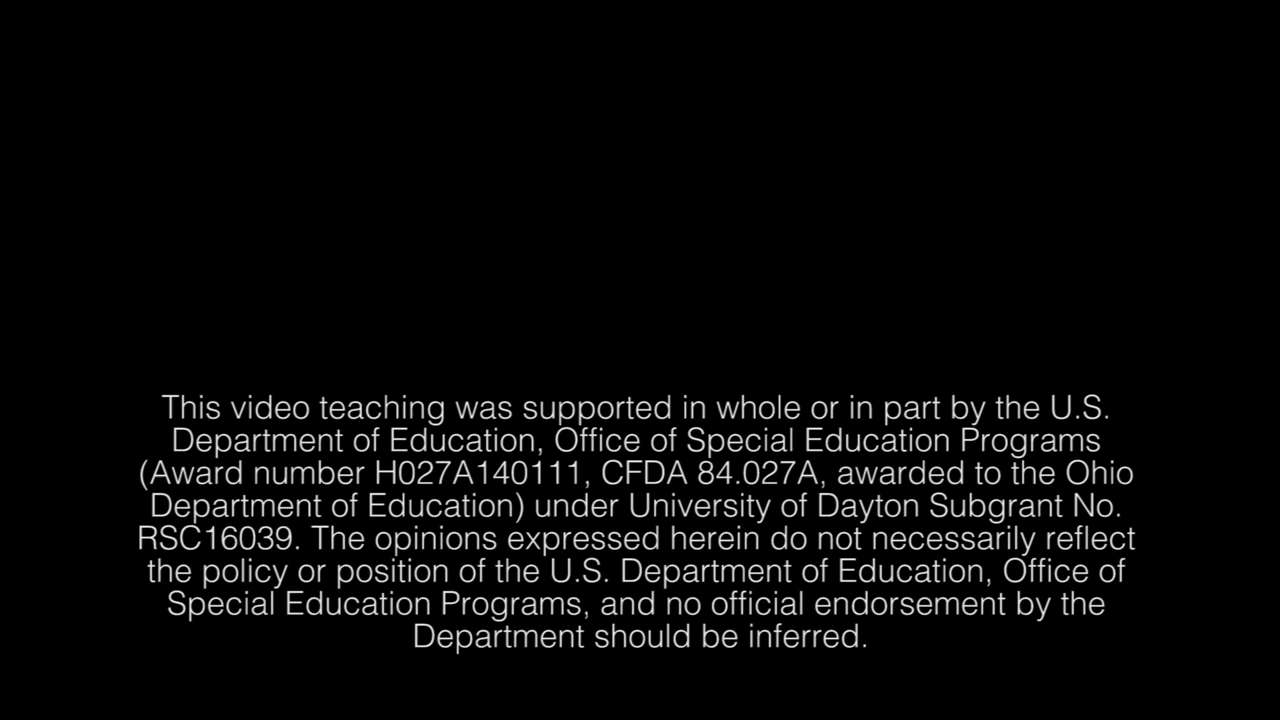 This video teaching was supported in whole or in part by the U.S.
Department of Education, Office of Special Education Programs
(Award number H027A140111, CFDA 84.027A, awarded to the Ohio
Department of Education) under University of Dayton Subgrant No.
RSC16039. The opinions expressed herein do not necessarily reflect
the policy or position of the U.S. Department of Education, Office of
Special Education Programs, and no official endorsement by the
Department should be inferred.